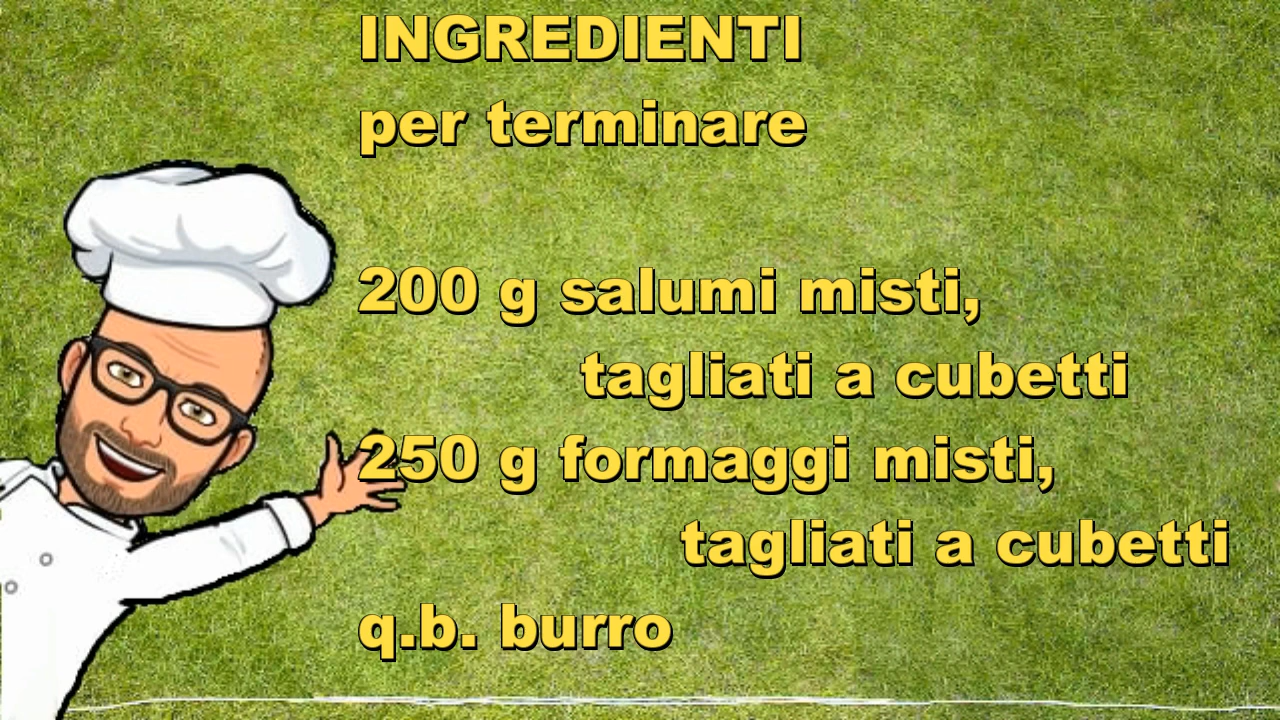 INGREDIENTI
per terminare
200 g salumi misti,
tagliati a cubetti
250 g formaggi misti,
tagliati a cubetti
q.b. burro